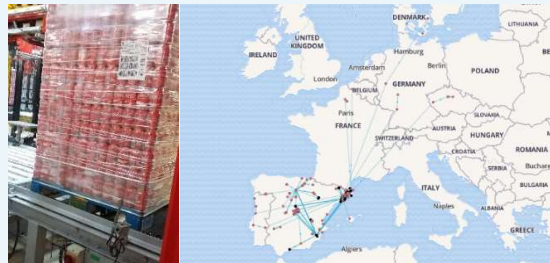 DENMARK
LITHUANIA
UNITED
KINGDOM
Hamburg
IRELAND
Amsterdam
Berlin
POLAND
London
BELGIUM
GERMANY
Paris
SLOVAKIA
FRANCE
AUSTRIA
SWITZERLAND
HUNGARY
CROATIA
ROMANIA
SERBIA
BULGARIA
ITALY
Naples
ALBANIA
GREECE
Algiers